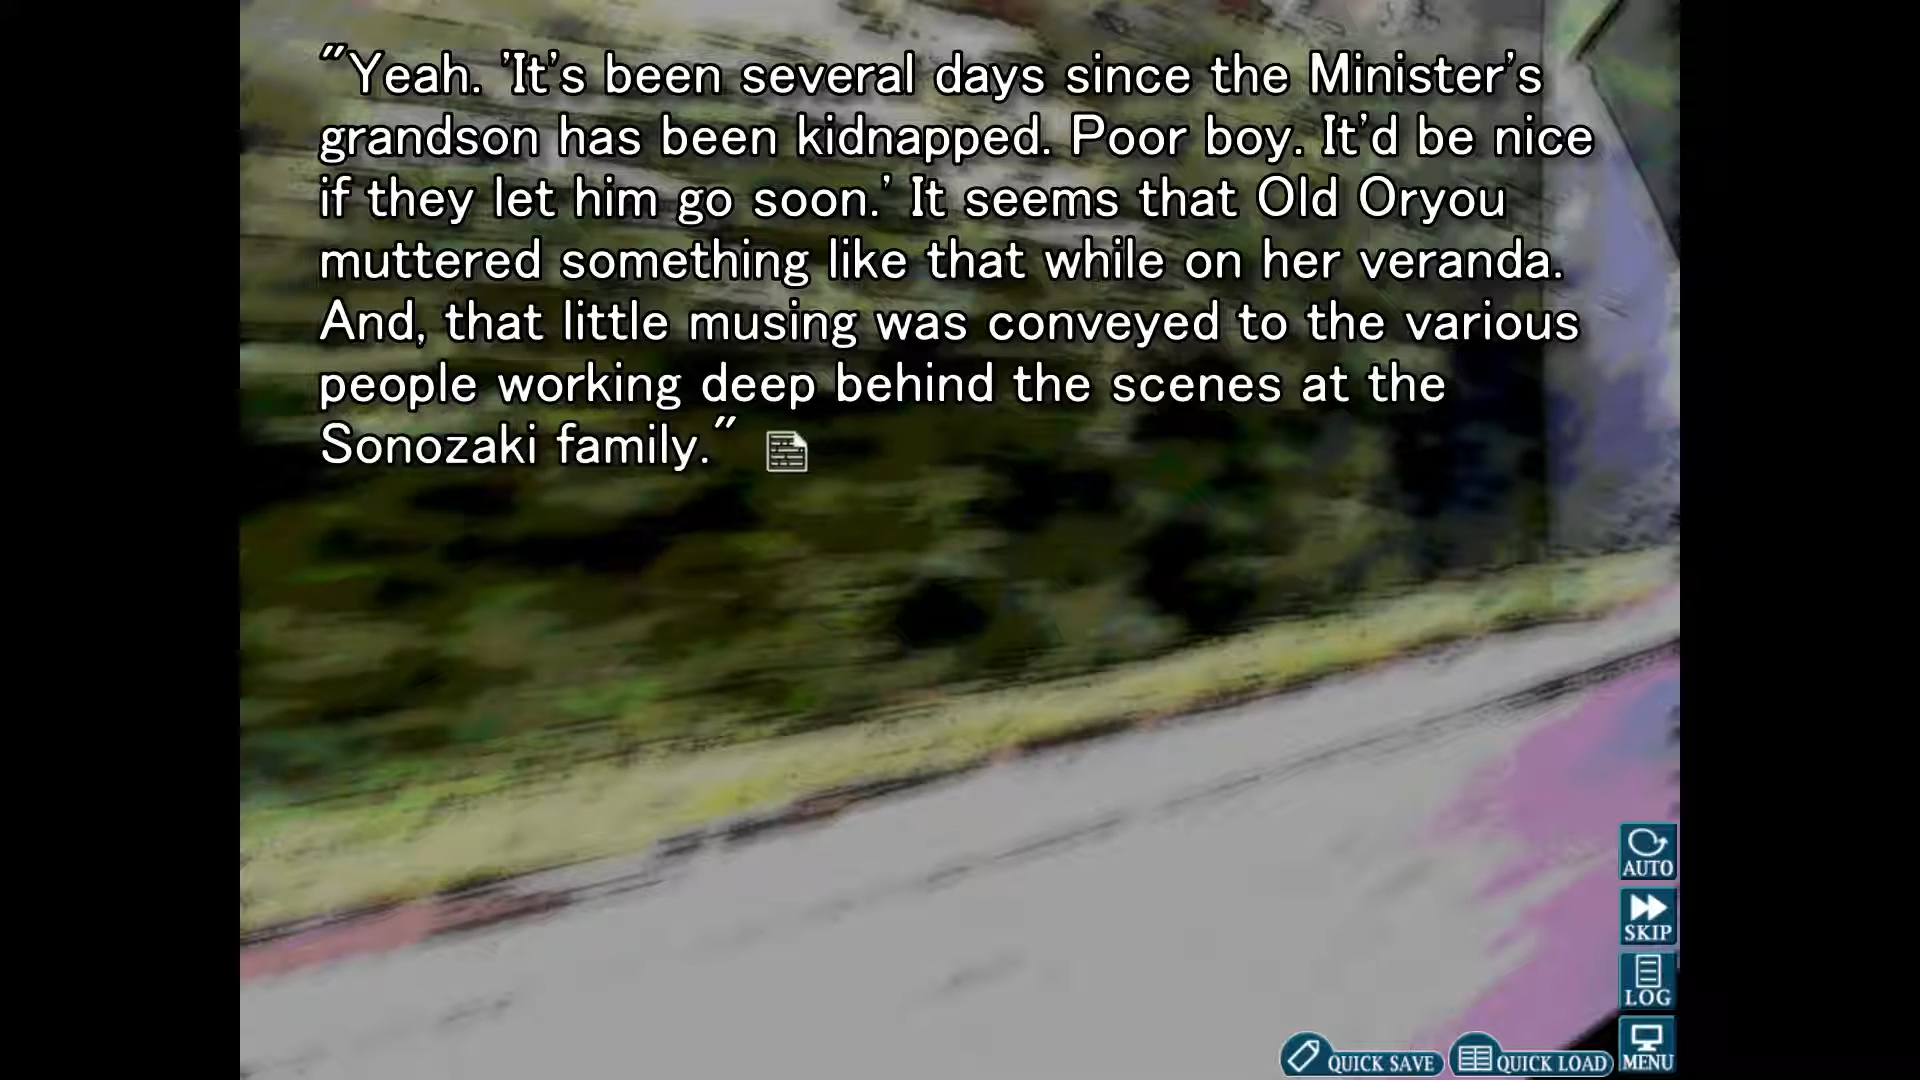 "Yeah. 'It's been several days since the Minister's
grandson has been kidnapped. Poor boy. It'd be nice
if they let him go soon.' It seems that Old Oryou
muttered something like that while on her veranda.
And, that little musing was conveyed to the various
people working deep behind the scenes at the
Sonozaki family."
AUTO
SKIP
LOG
QUICK SAVE
QUICK LOAD
MENU